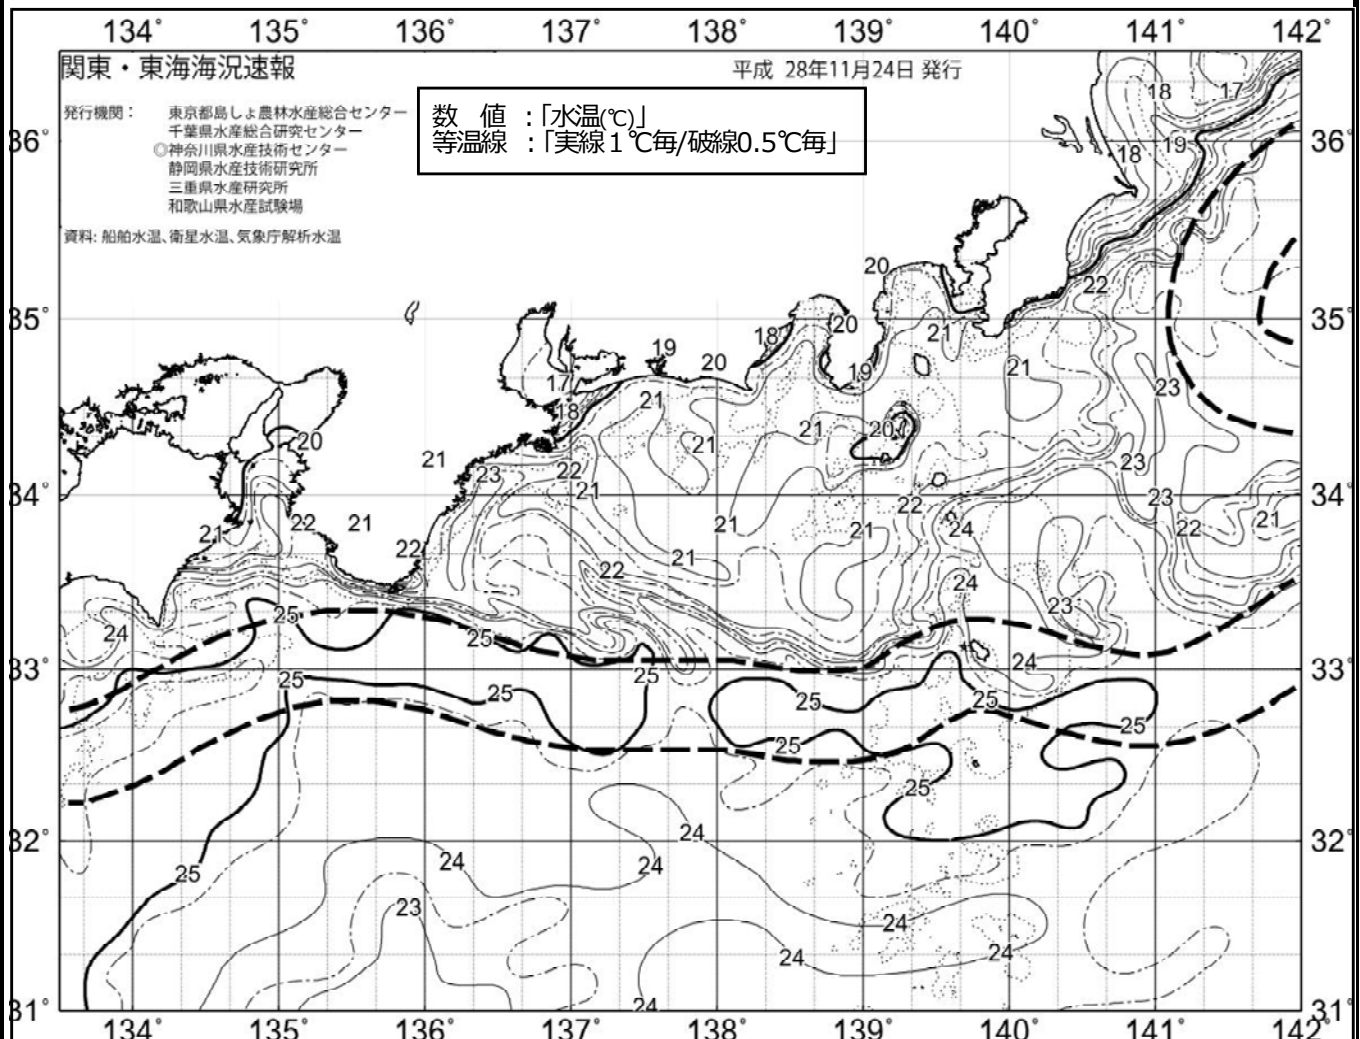 134° 135° 136° 137° 138° 139° 140° 141° 142°
関東・東海海況速報
平成 28年11月24日 発行
発行機関: 東京都島しょ農林水産総合センター
千葉県水産総合研究センター
◎神奈川県水産技術センター
静岡県水産技術研究所
三重県水産研究所
和歌山県水産試験場
資料: 船舶水温、衛星水温、気象庁解析水温
数 値 :「水温(℃)」
等温線 :「実線1℃毎/破線0.5℃毎」
18 17
36°
18 19
36°
20
22
35°
18 20 21
35°
19 20
17 19 21 23
18 21
20 21 21 20
21 23 22 21 23
34°
23
34°
21 22 21 22 21 21 22 24 22 21
21 22 24
24 25 25 23
33°
24
33°
25 25 25 25 25 25
25 25
32°
24
32°
25 24 24
23 24
24 24
31°
24
31°
134° 135° 136° 137° 138° 139° 140° 141° 142°